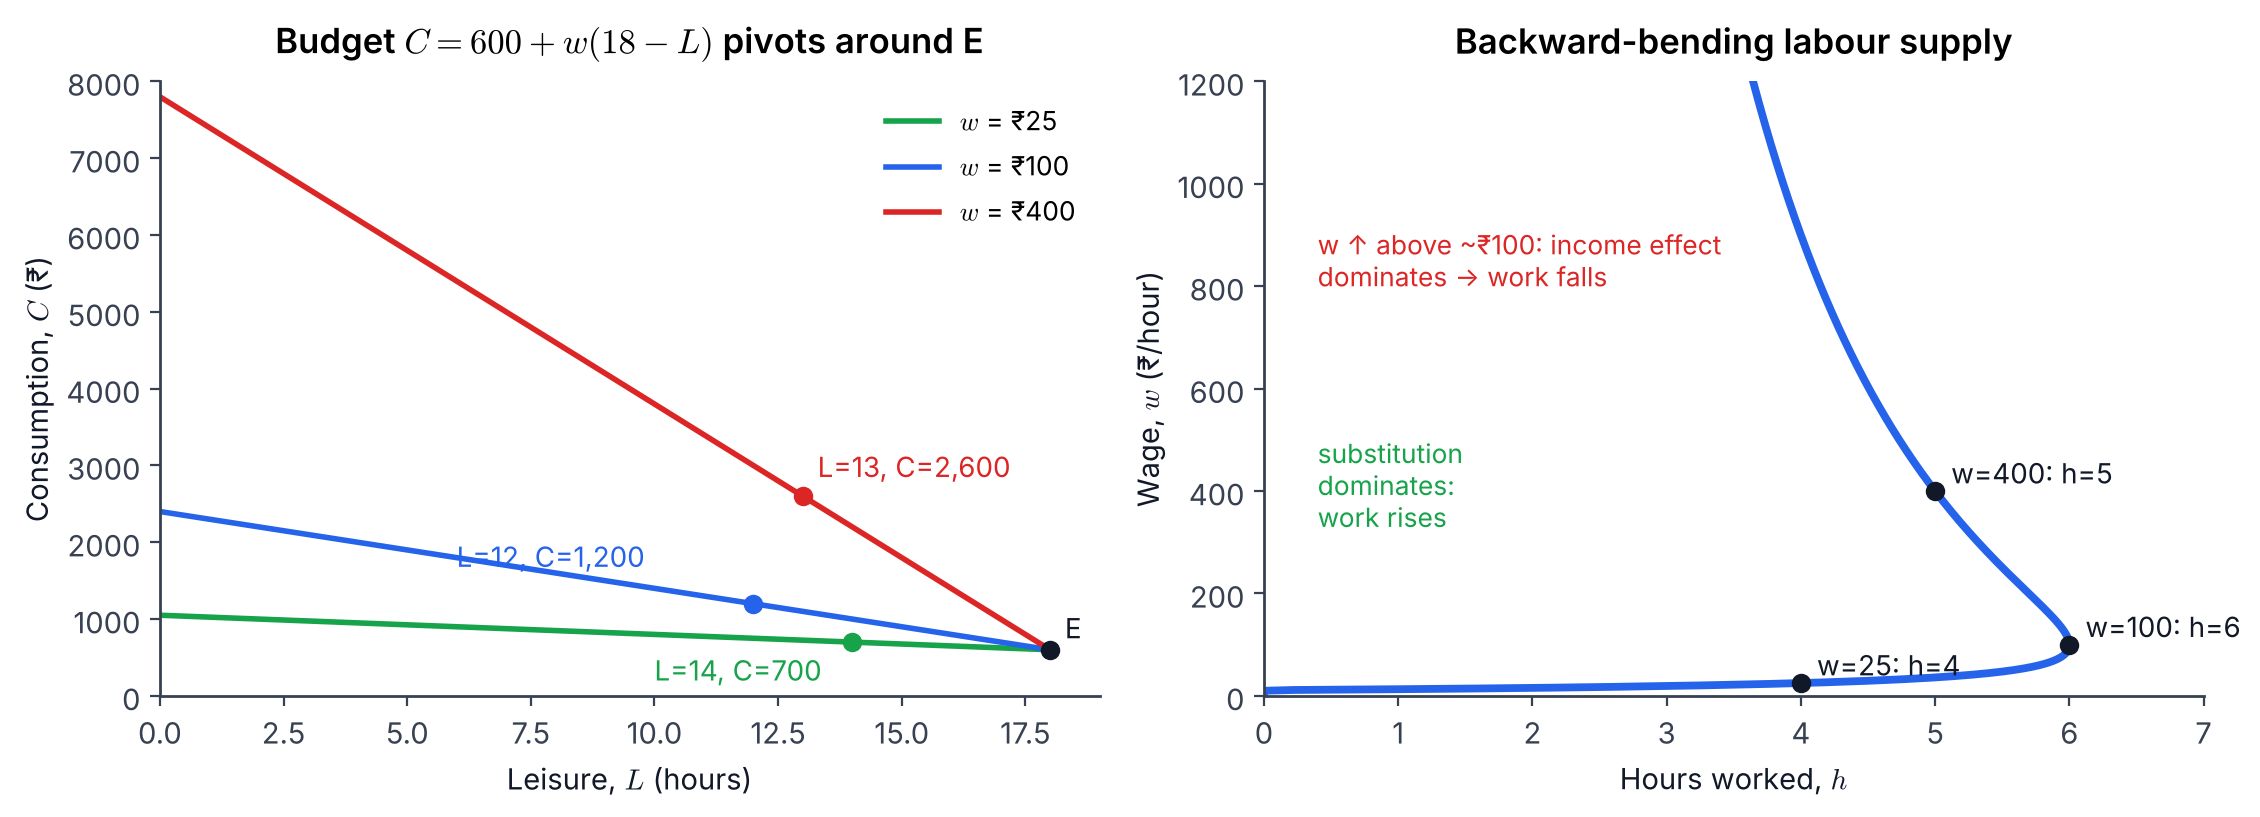 Budget C = 600 + w(18 − L) pivots around E
8000
7000
6000
5000
4000
3000
2000
1000
0
Consumption, C (₹)
w = ₹25
w = ₹100
w = ₹400
L=13, C=2,600
L=12, C=1,200
L=14, C=700
E
0.0 2.5 5.0 7.5 10.0 12.5 15.0 17.5
Leisure, L (hours)
Backward-bending labour supply
1200
1000
800
600
400
200
0
Wage, w (₹/hour)
w ↑ above ~₹100: income effect
dominates → work falls
substitution
dominates:
work rises
w=400: h=5
w=100: h=6
w=25: h=4
0 1 2 3 4 5 6 7
Hours worked, h